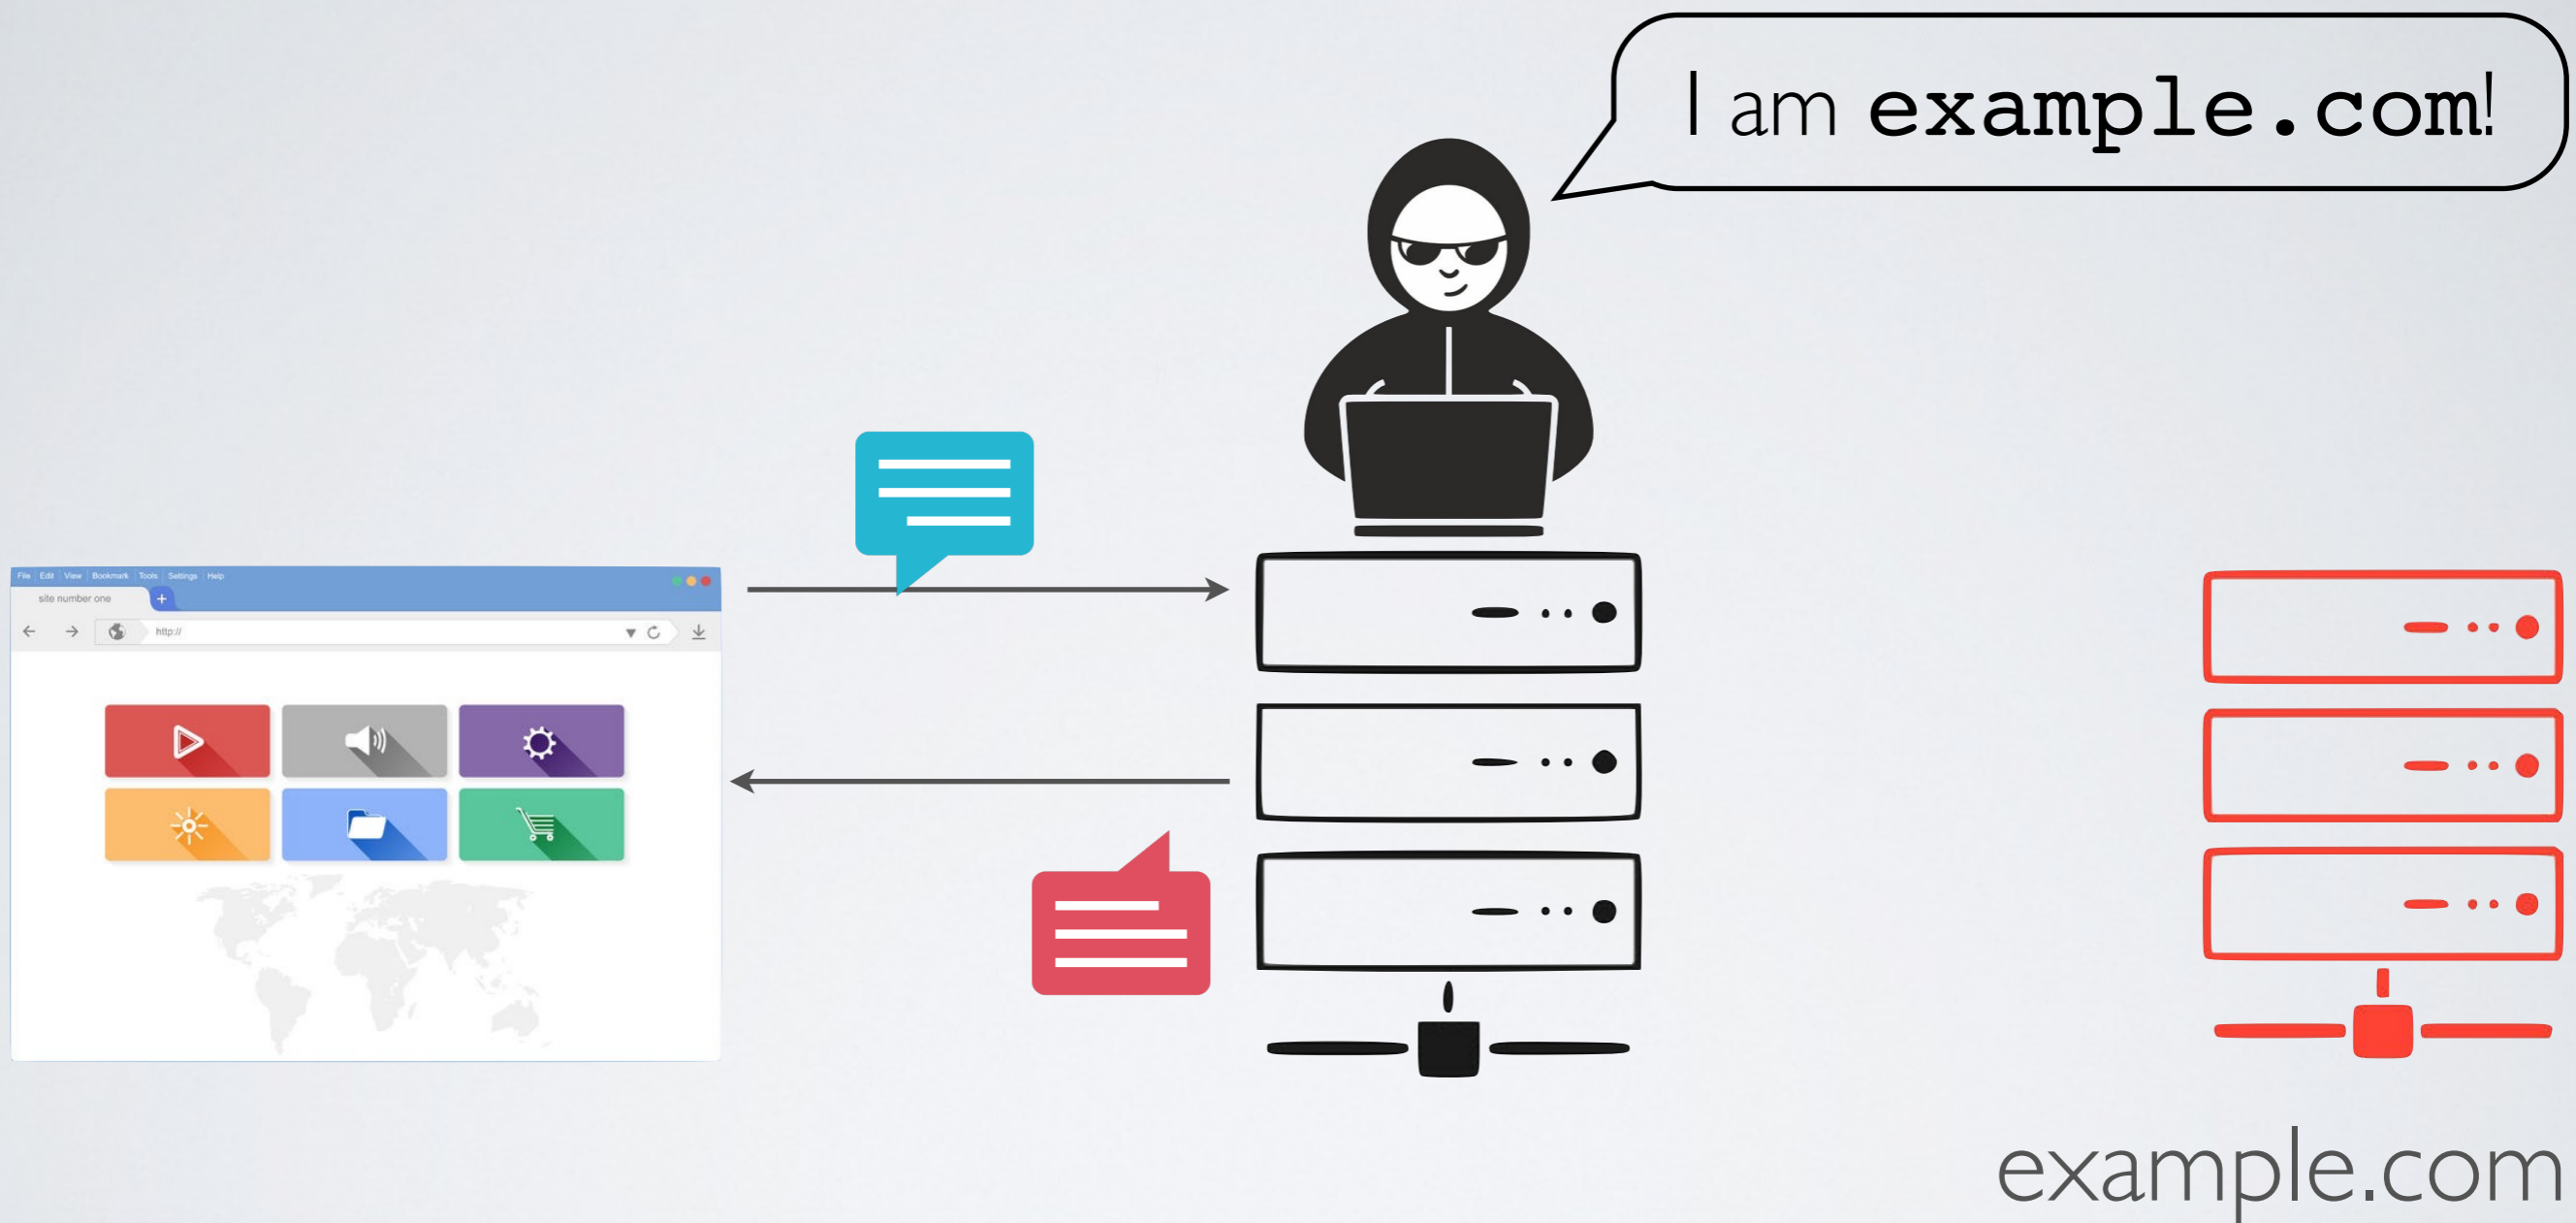 I am example.com!
File Edit View Bookmark Tools Settings Help
site number one
http://
example.com